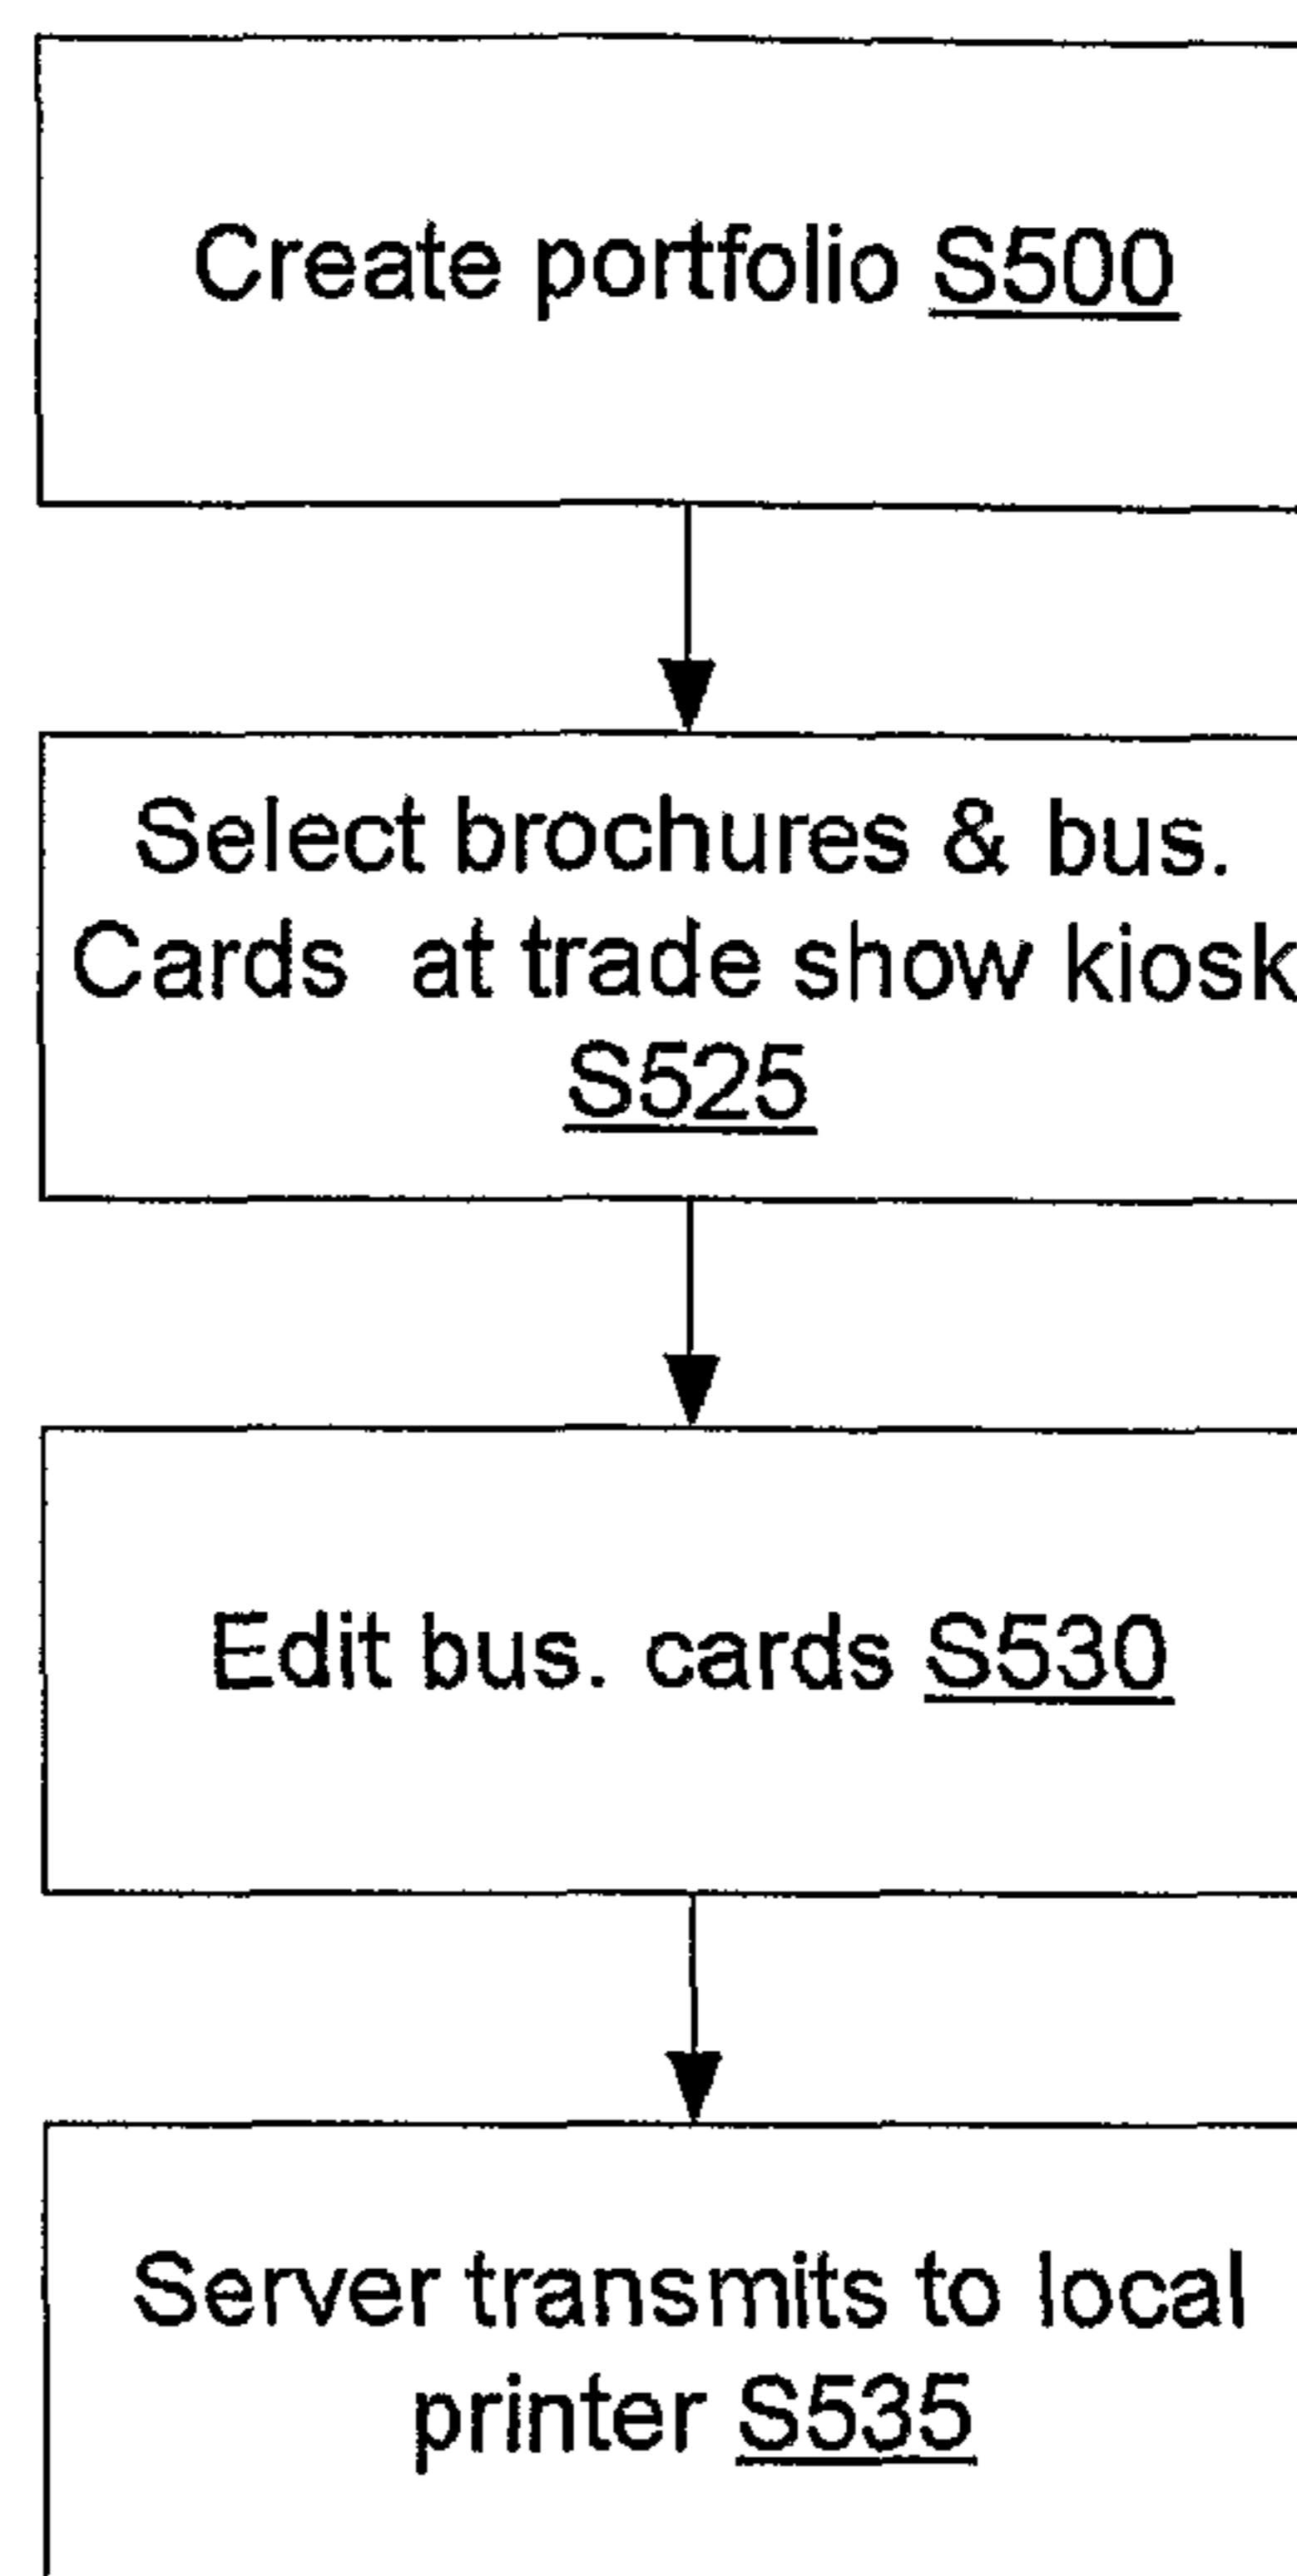 Create portfolio S500
Select brochures & bus.
Cards at trade show kiosk
S525
Edit bus. cards S530
Server transmits to local
printer S535